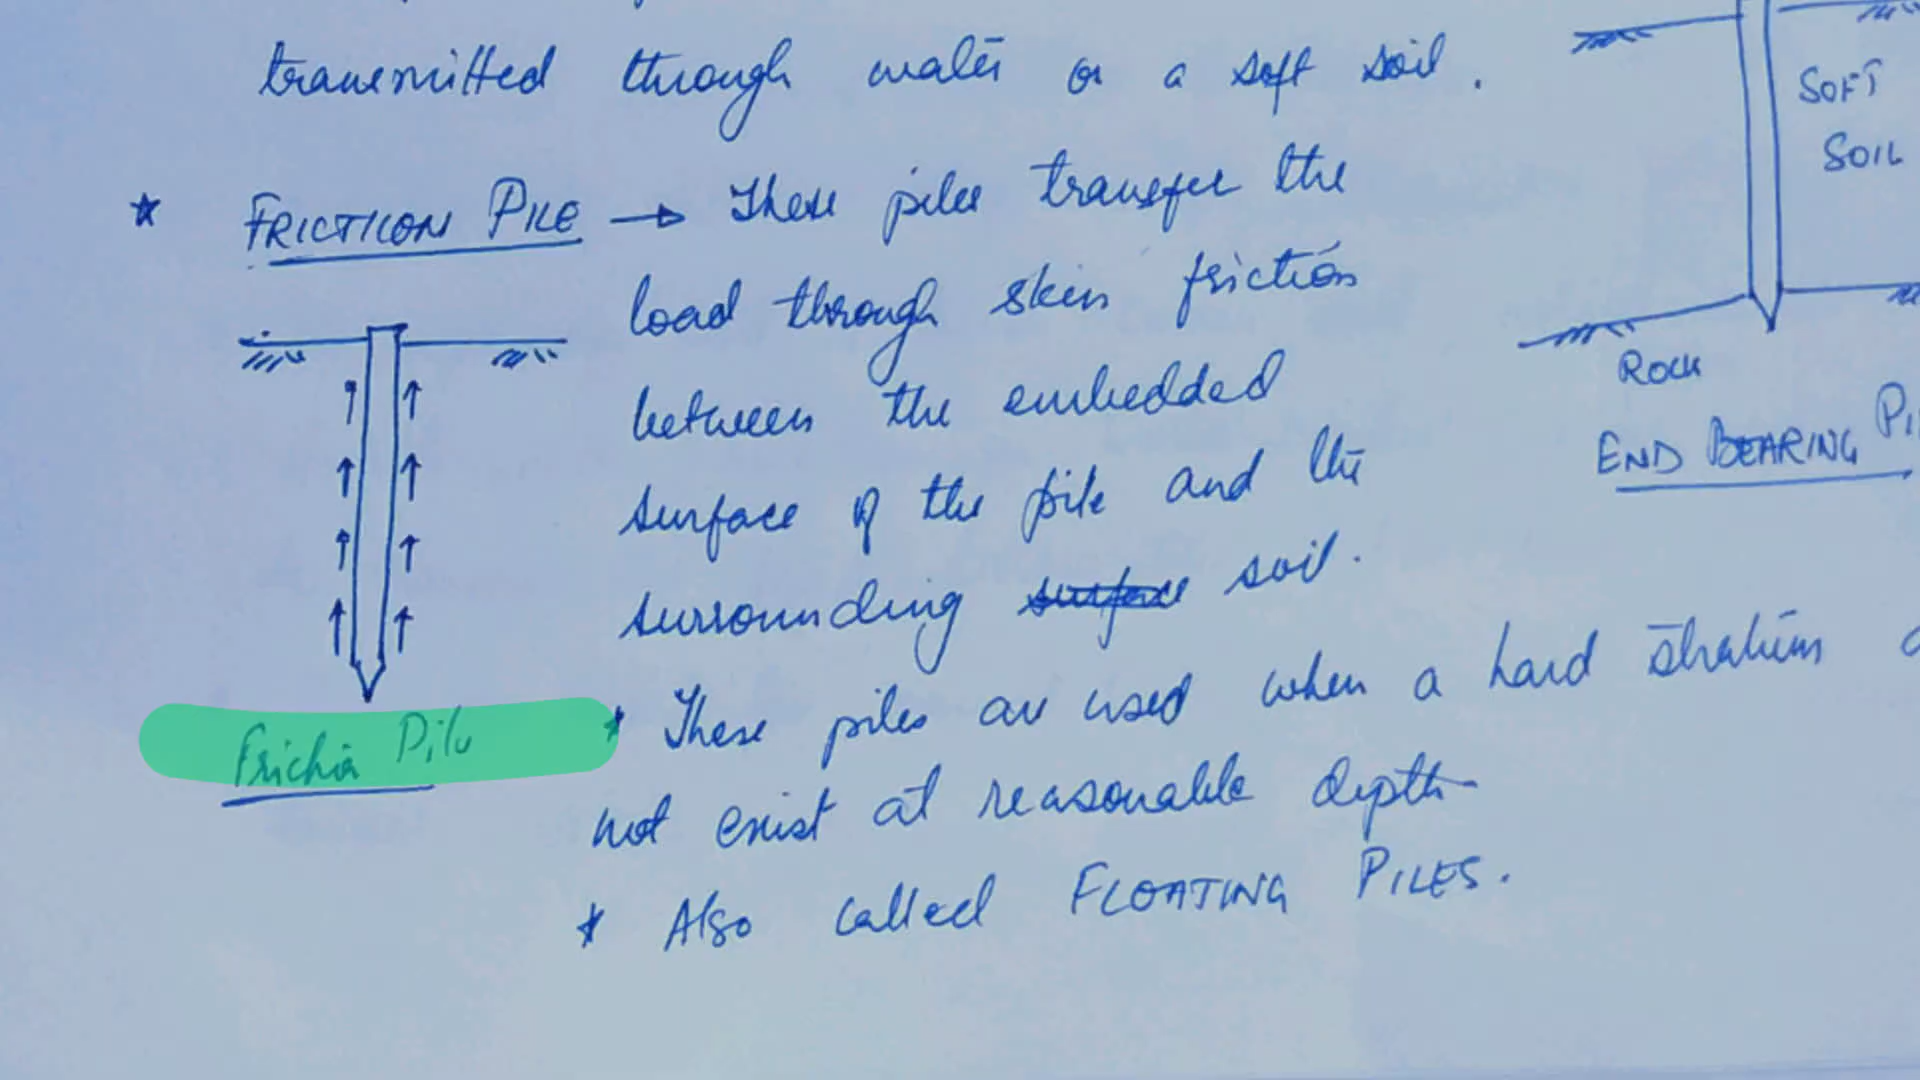 transmitted through water or a soft soil.
SOFT
SOIL
* FRICTION PILE → These piles transfer the
load through skin friction
between the embedded
surface of the pile and the
surrounding surface soil.
ROCK
END BEARING
Friction Pile
* These piles are used when a hard stratum
not exist at reasonable depth
* Also called FLOATING PILES.